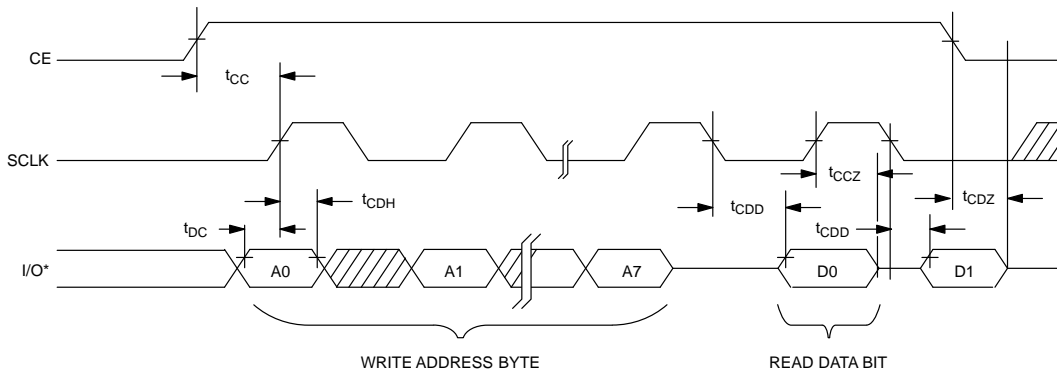 CE
tCC
SCLK
tCCZ
tCDZ
tCDH
tCDD
tDC
tCDD
I/O*
A0
A1
A7
D0
D1
WRITE ADDRESS BYTE
READ DATA BIT